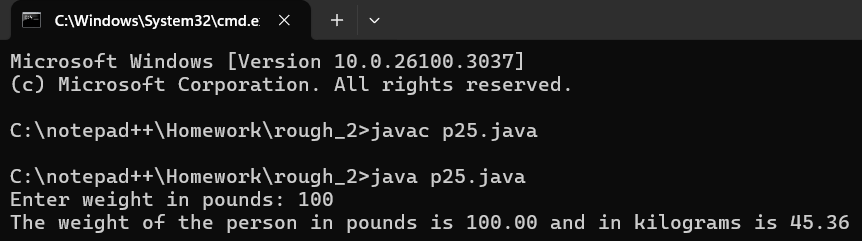 C:\Windows\System32\cmd.e
Microsoft Windows [Version 10.0.26100.3037]
(c) Microsoft Corporation. All rights reserved.
C:\notepad++\Homework\rough_2>javac p25.java
C:\notepad++\Homework\rough_2>java p25.java
Enter weight in pounds: 100
The weight of the person in pounds is 100.00 and in kilograms is 45.36